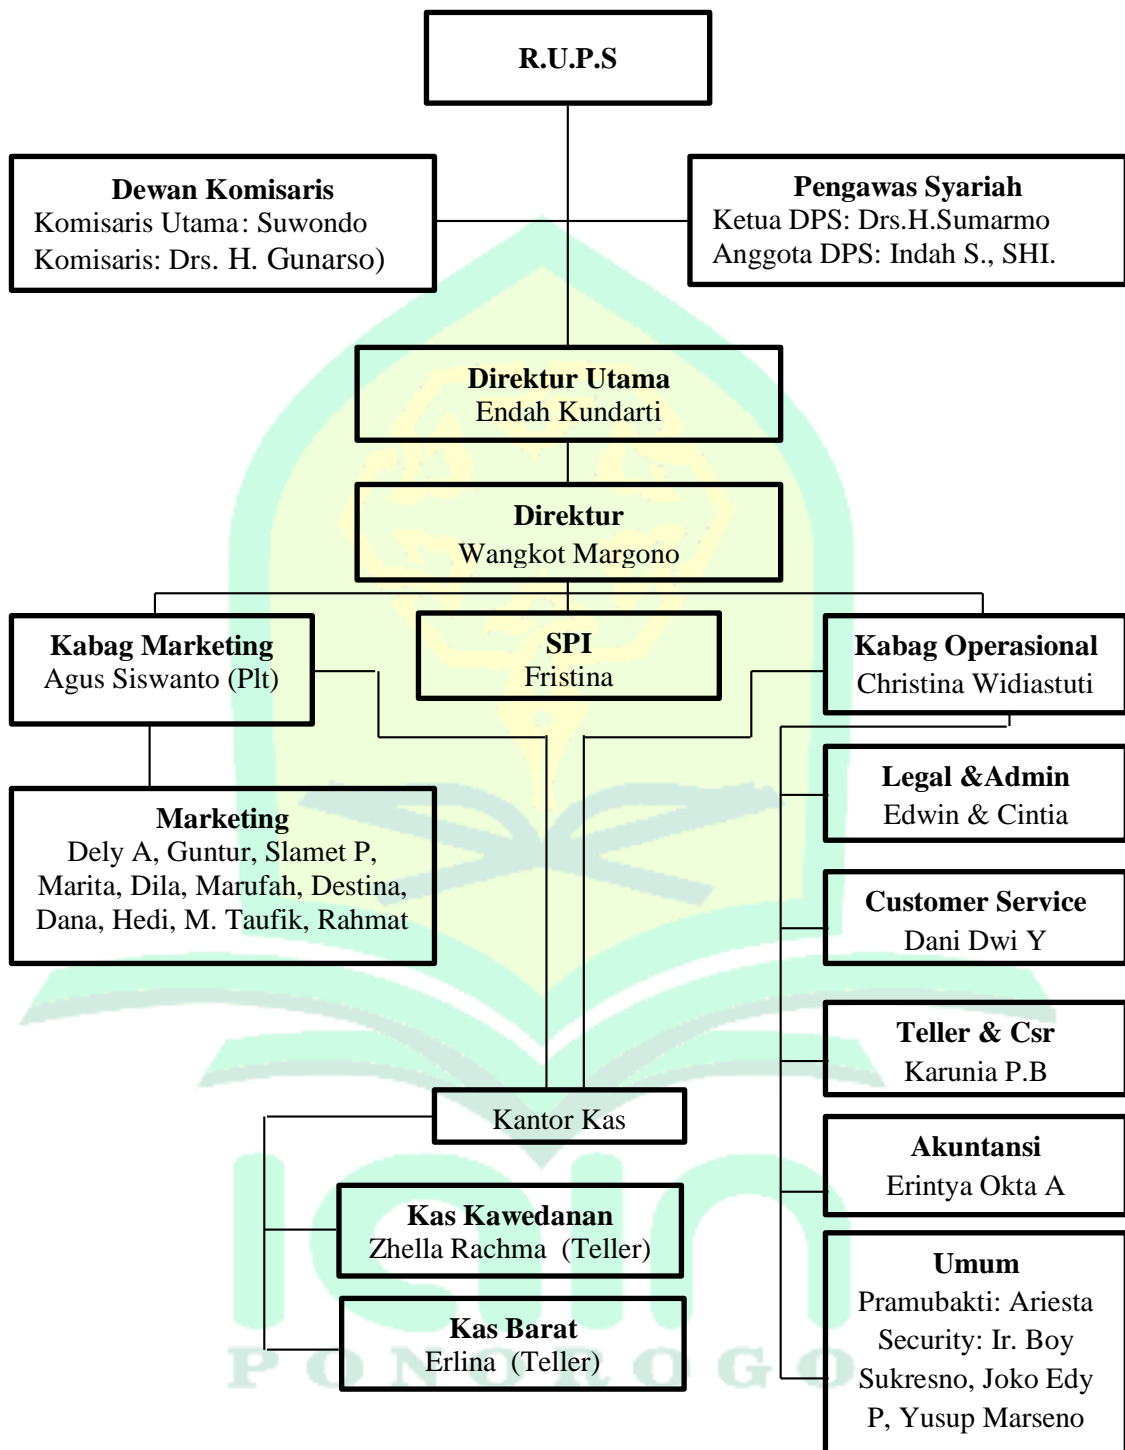 R.U.P.S
Dewan Komisaris
Komisaris Utama: Suwondo
Komisaris: Drs. H. Gunarso)
Pengawas Syariah
Ketua DPS: Drs.H.Sumarmo
Anggota DPS: Indah S., SHI.
Direktur Utama
Endah Kundarti
Direktur
Wangkot Margono
Kabag Marketing
Agus Siswanto (Plt)
SPI
Fristina
Kabag Operasional
Christina Widiastuti
Marketing
Dely A, Guntur, Slamet P,
Marita, Dila, Marufah, Destina,
Dana, Hedi, M. Taufik, Rahmat
Legal &Admin
Edwin & Cintia
Customer Service
Dani Dwi Y
Teller & Csr
Karunia P.B
Kantor Kas
Akuntansi
Erintya Okta A
Kas Kawedanan
Zhella Rachma (Teller)
Kas Barat
Erlina (Teller)
Umum
Pramubakti: Ariesta
Security: Ir. Boy
Sukresno, Joko Edy
P, Yusup Marseno
iain
PONOROGO